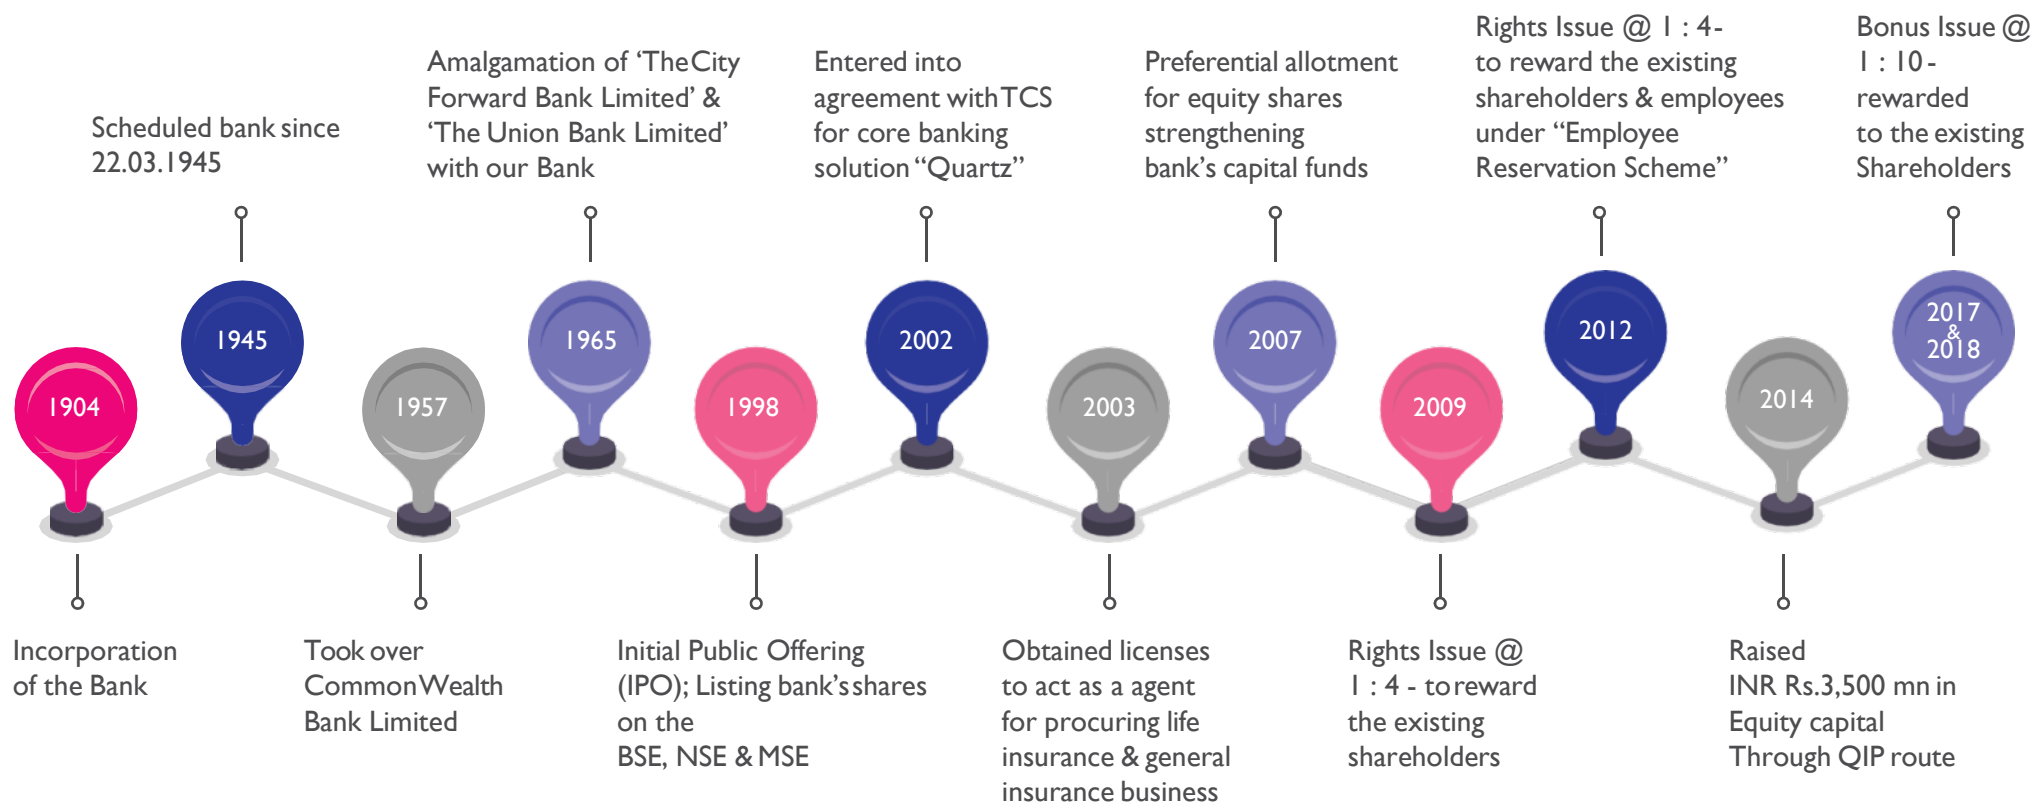 Scheduled bank since
22.03.1945
Amalgamation of ‘The City
Forward Bank Limited’ &
‘The Union Bank Limited’
with our Bank
Entered into
agreement with TCS
for core banking
solution “Quartz”
Preferential allotment
for equity shares
strengthening
bank’s capital funds
Rights Issue @ 1 : 4 -
to reward the existing
shareholders & employees
under “Employee
Reservation Scheme”
Bonus Issue @
1 : 10 -
rewarded
to the existing
Shareholders
1904
1945
1957
1965
1998
2002
2003
2007
2009
2012
2014
2017
&
2018
Incorporation
of the Bank
Took over
Common Wealth
Bank Limited
Initial Public Offering
(IPO); Listing bank’s shares
on the
BSE, NSE & MSE
Obtained licenses
to act as a agent
for procuring life
insurance & general
insurance business
Rights Issue @
1 : 4 - to reward
the existing
shareholders
Raised
INR Rs.3,500 mn in
Equity capital
Through QIP route